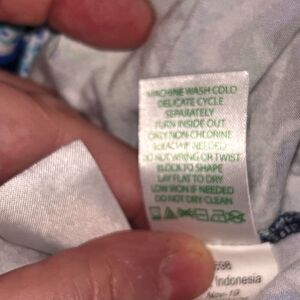 MACHINE WASH COLD
DELICATE CYCLE
SEPARATELY
TURN INSIDE OUT
ONLY NON-CHLORINE
BLEACH IF NEEDED
DO NOT WRING OR TWIST
BLOCK TO SHAPE
LAY FLAT TO DRY
LOW IRON IF NEEDED
DO NOT DRY CLEAN
Indonesia